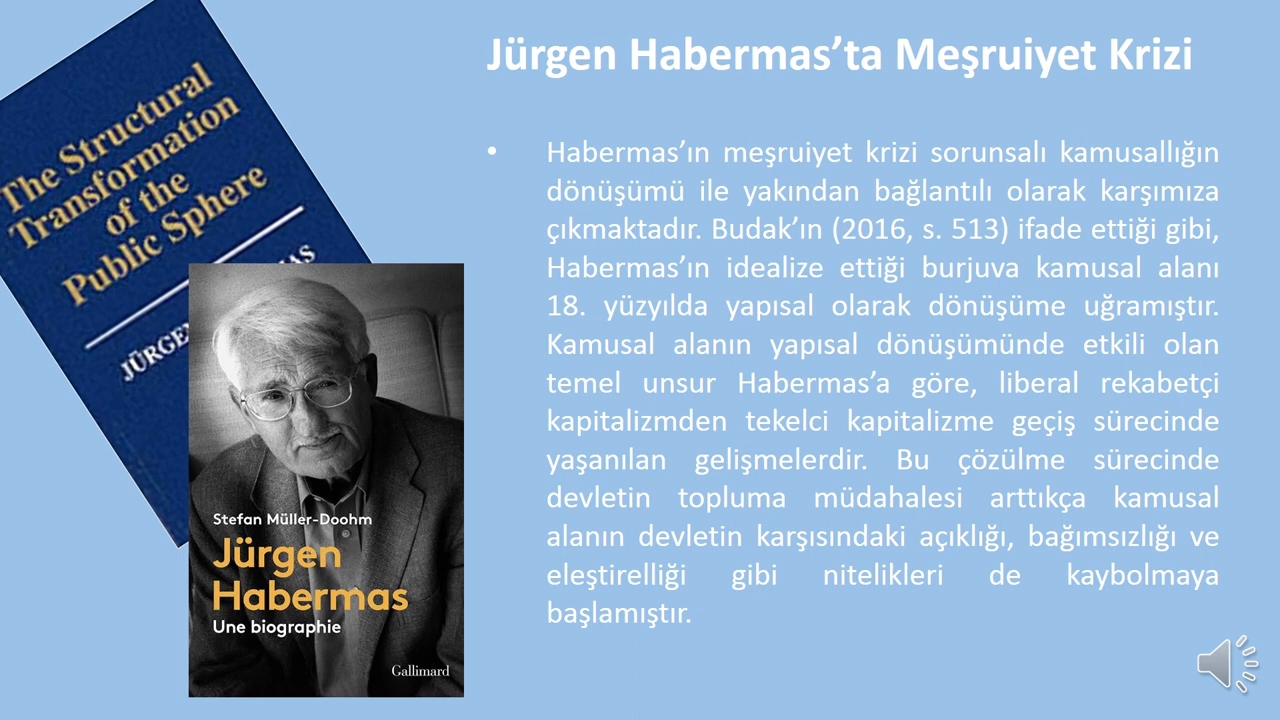 Jürgen Habermas’ta Meşruiyet Krizi
The Structural
Transformation
of the
Public Sphere
Stefan Müller-Doohm
Jürgen
Habermas
Une biographie
Gallimard
• Habermas’ın meşruiyet krizi sorunsalı kamusallığın
dönüşümü ile yakından bağlantılı olarak karşımıza
çıkmaktadır. Budak’ın (2016, s. 513) ifade ettiği gibi,
Habermas’ın idealize ettiği burjuva kamusal alanı
18. yüzyılda yapısal olarak dönüşüme uğramıştır.
Kamusal alanın yapısal dönüşümünde etkili olan
temel unsur Habermas’a göre, liberal rekabetçi
kapitalizmden tekelci kapitalizme geçiş sürecinde
yaşanılan gelişmelerdir. Bu çözülme sürecinde
devletin topluma müdahalesi arttıkça kamusal
alanın devletin karşısındaki açıklığı, bağımsızlığı ve
eleştirelliği gibi nitelikleri de kaybolmaya
başlamıştır.